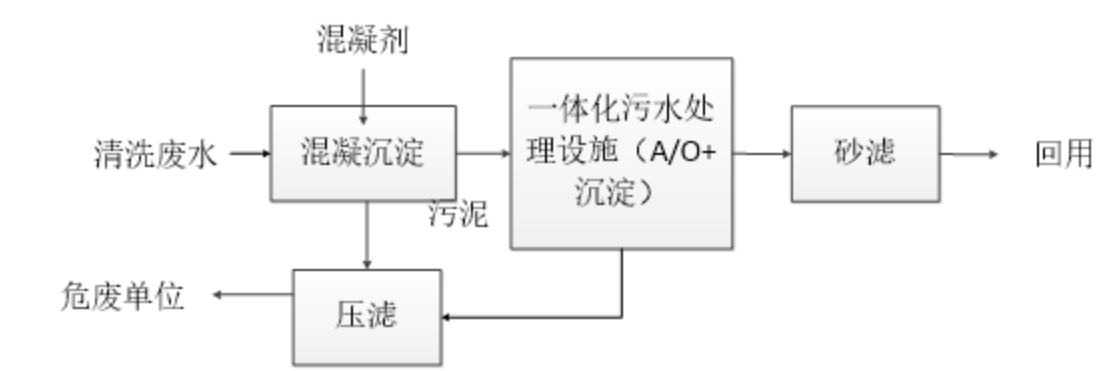 混凝剂
清洗废水
混凝沉淀
一体化污水处
理设施（A/O+
沉淀）
砂滤
回用
污泥
危废单位
压滤